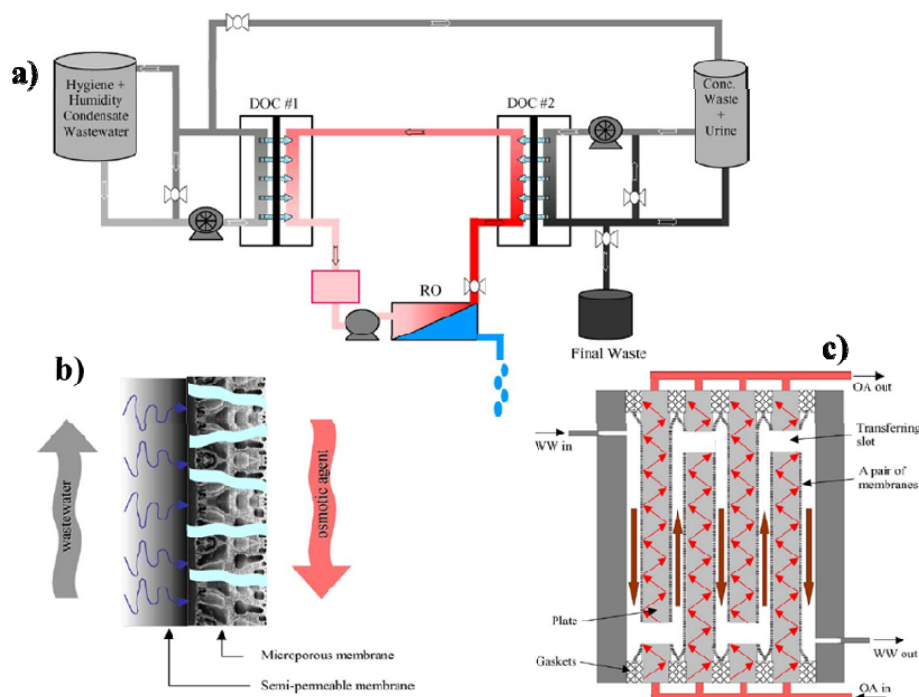 a)
Hygiene +
Humidity
Condensate
Wastewater
DOC #1
DOC #2
Conc.
Waste
+
Urine
RO
Final Waste
b)
wastewater
osmotic agent
Microporous membrane
Semi-permeable membrane
c)
OA out
WW in
Transferring
slot
A pair of
membranes
Plate
Gaskets
WW out
OA in